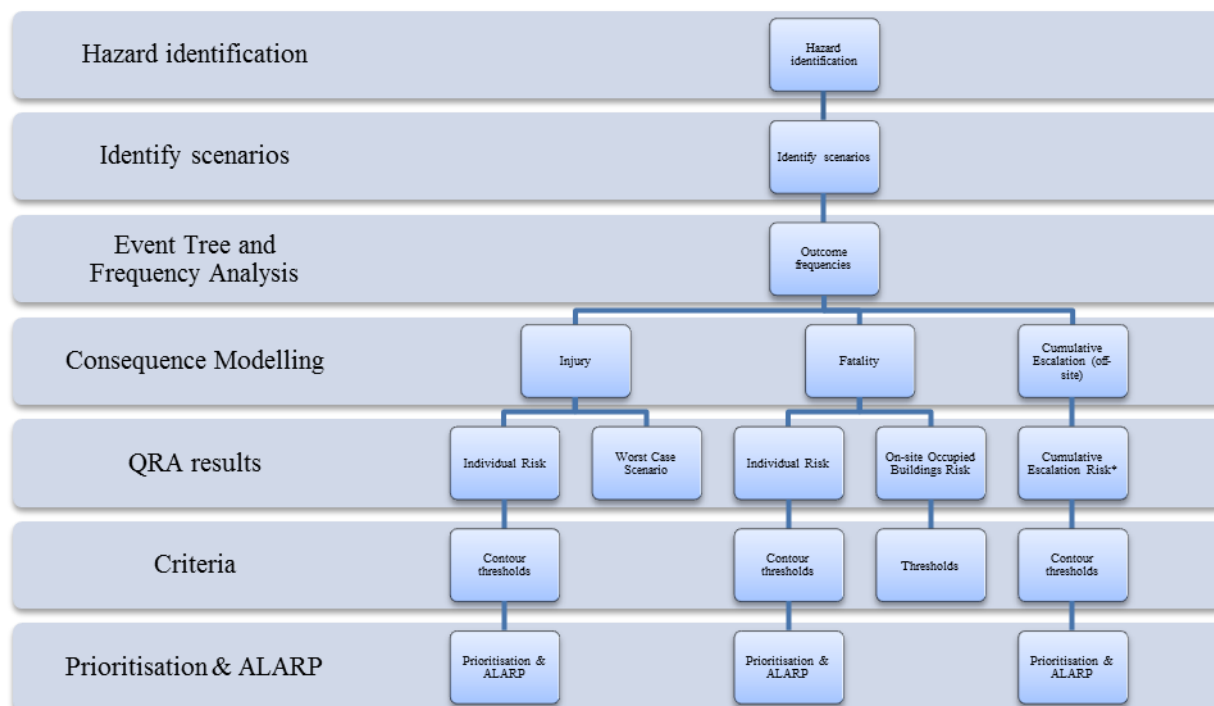 Hazard identification
Hazard
identification
Identify scenarios
Identify scenarios
Event Tree and
Frequency Analysis
Outcome
frequencies
Consequence Modelling
Injury
Fatality
Cumulative
Escalation (off-
site)
QRA results
Individual Risk
Worst Case
Scenario
Individual Risk
On-site Occupied
Buildings Risk
Cumulative
Escalation Risk*
Criteria
Contour
thresholds
Contour
thresholds
Thresholds
Contour
thresholds
Prioritisation & ALARP
Prioritisation &
ALARP
Prioritisation &
ALARP
Prioritisation &
ALARP